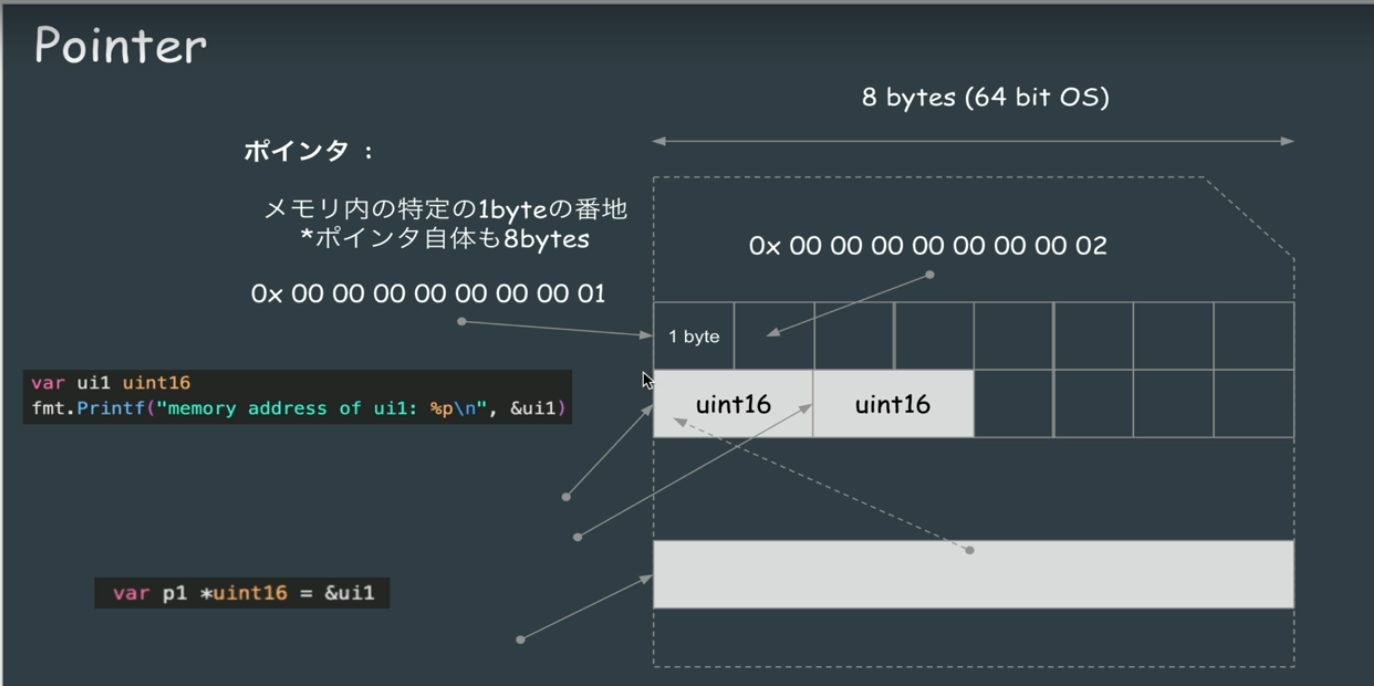 Pointer
8 bytes (64 bit OS)
ポインタ :
メモリ内の特定の1byteの番地
*ポインタ自体も8bytes
0x 00 00 00 00 00 00 00 02
0x 00 00 00 00 00 00 00 01
1 byte
var ui1 uint16
fmt.Printf("memory address of ui1: %p\n", &ui1)
uint16
uint16
var p1 *uint16 = &ui1